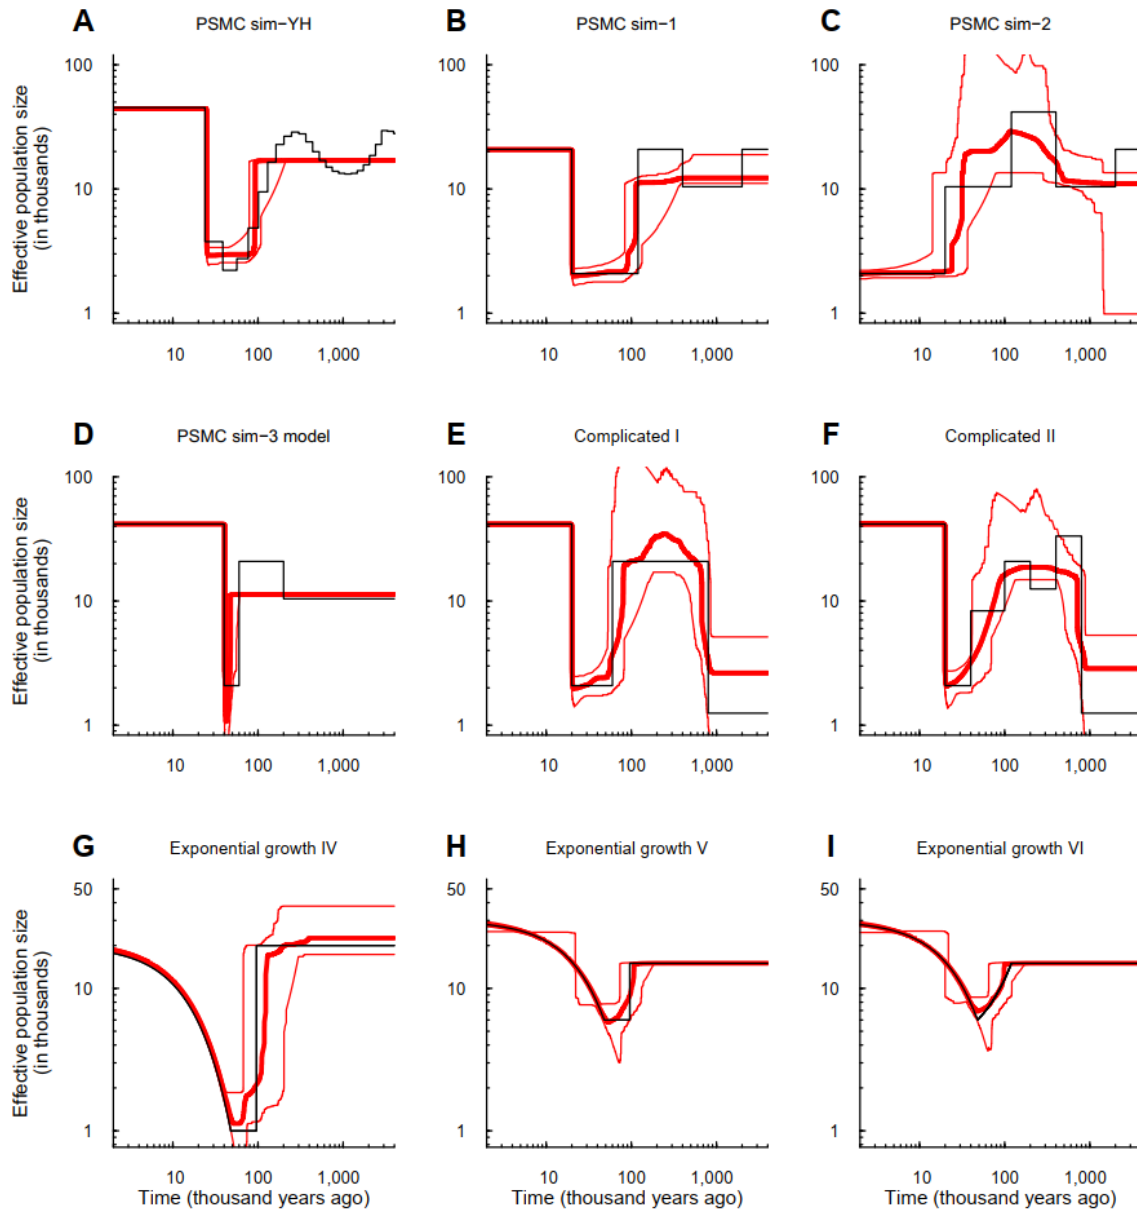 A PSMC sim−YH
B PSMC sim−1
C PSMC sim−2
Effective population size
(in thousands)
100
10
1
10 100 1,000
100
10
1
10 100 1,000
100
10
1
10 100 1,000
D PSMC sim−3 model
E Complicated I
F Complicated II
Effective population size
(in thousands)
100
10
1
10 100 1,000
100
10
1
10 100 1,000
100
10
1
10 100 1,000
G Exponential growth IV
H Exponential growth V
I Exponential growth VI
Effective population size
(in thousands)
50
10
1
10 100 1,000
Time (thousand years ago)
50
10
1
10 100 1,000
Time (thousand years ago)
50
10
1
10 100 1,000
Time (thousand years ago)